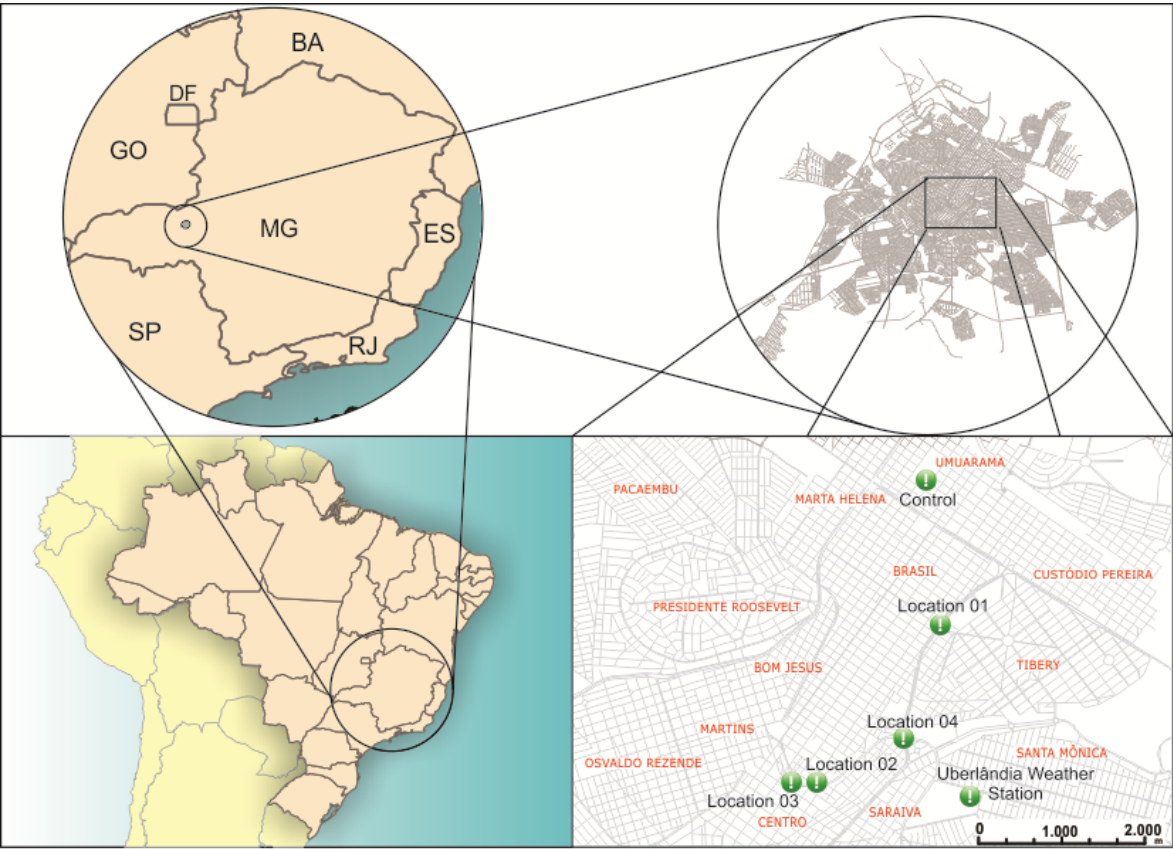 BA
DF
GO
MG
ES
SP
RJ
UMUARAMA
PACAEMBU
MARTA HELENA
Control
BRASIL
CUSTÓDIO PEREIRA
PRESIDENTE ROOSEVELT
Location 01
BOM JESUS
TIBERY
MARTINS
Location 04
SANTA MÔNICA
OSVALDO REZENDE
Location 02
Uberlândia Weather
Station
Location 03
SARAIVA
CENTRO
0 1.000 2.000
m